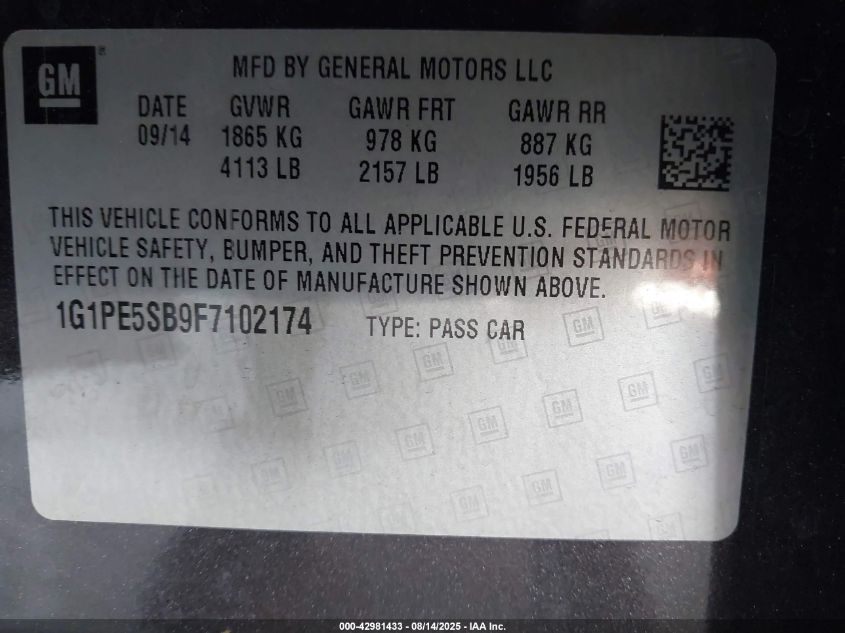 GM
MFD BY GENERAL MOTORS LLC
DATE GVWR GAWR FRT GAWR RR
09/14 1865 KG 978 KG 887 KG
4113 LB 2157 LB 1956 LB
THIS VEHICLE CONFORMS TO ALL APPLICABLE U.S. FEDERAL MOTOR
VEHICLE SAFETY, BUMPER, AND THEFT PREVENTION STANDARDS IN
EFFECT ON THE DATE OF MANUFACTURE SHOWN ABOVE.
1G1PE5SB9F7102174 TYPE: PASS CAR
000-42981433 - 08/14/2025 - IAA Inc.